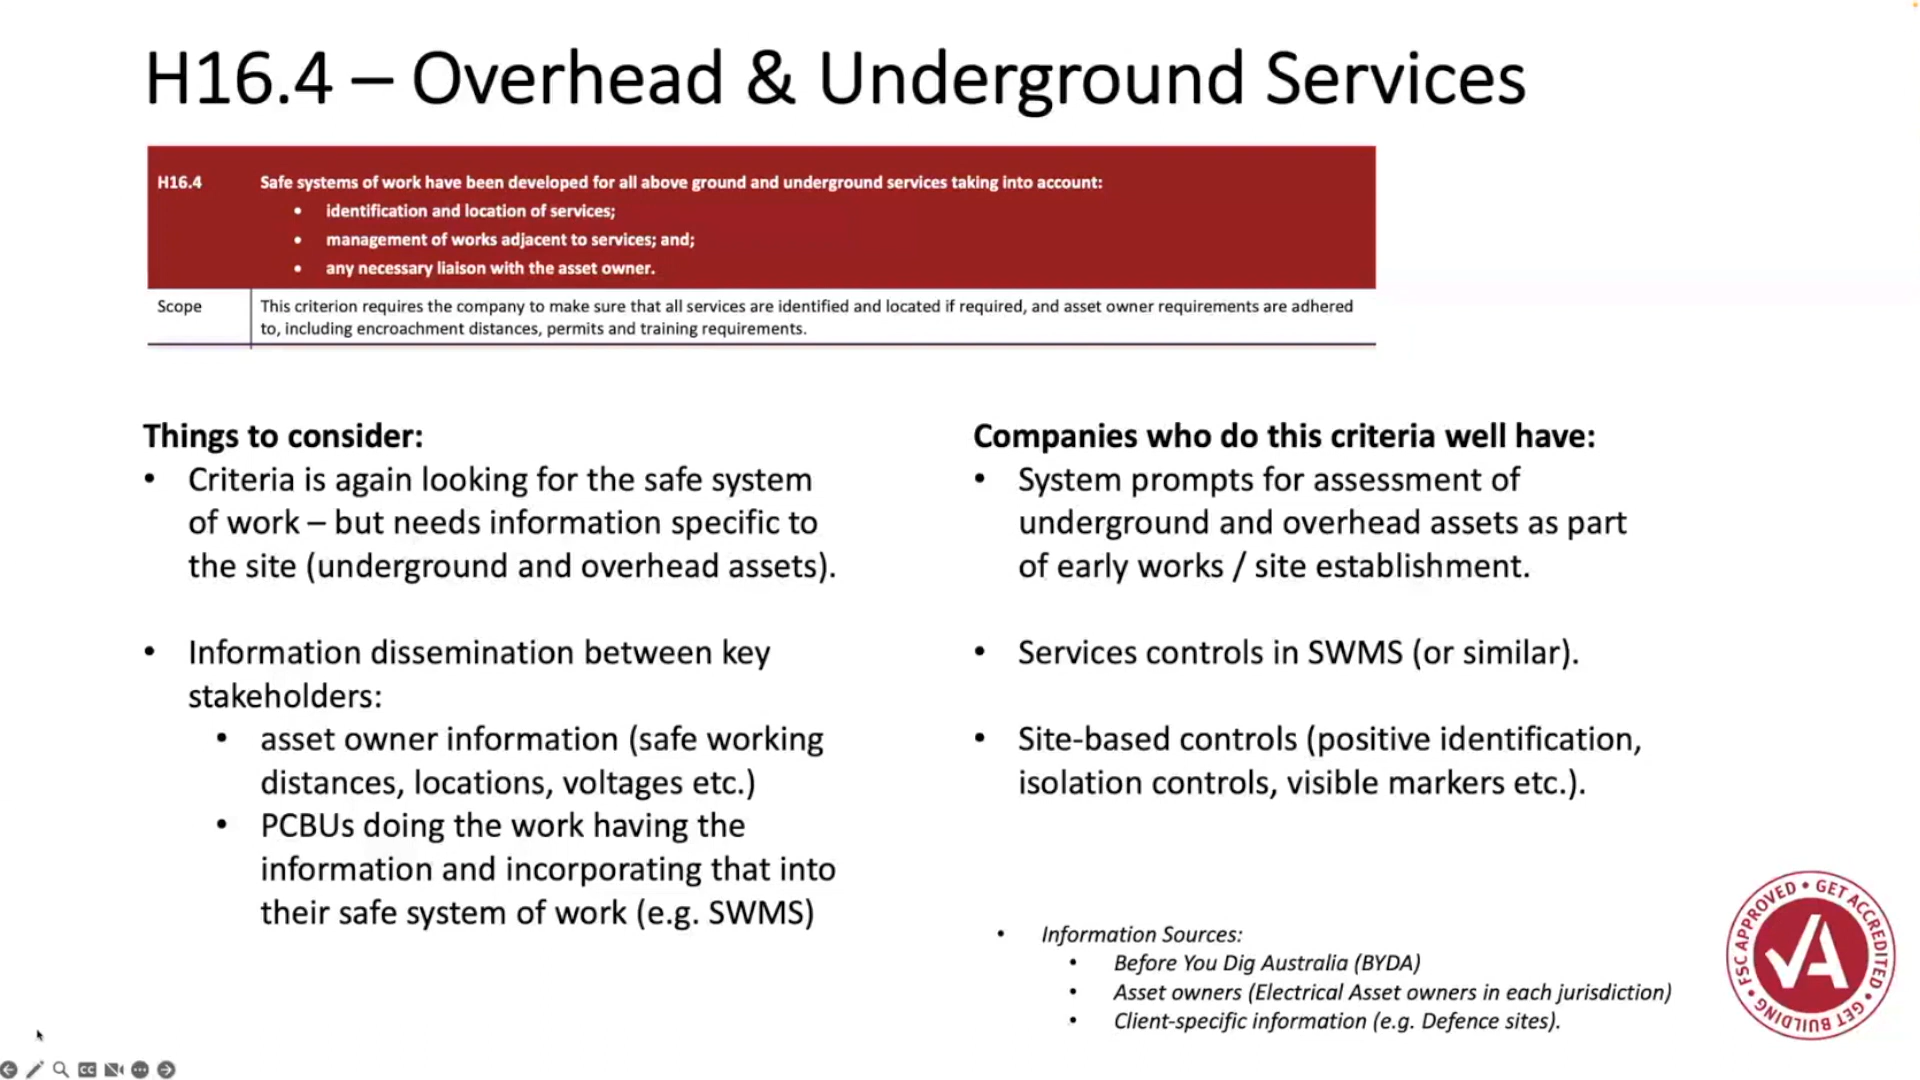 H16.4 – Overhead & Underground Services
H16.4
Safe systems of work have been developed for all above ground and underground services taking into account:
• identification and location of services;
• management of works adjacent to services; and;
• any necessary liaison with the asset owner.
Scope
This criterion requires the company to make sure that all services are identified and located if required, and asset owner requirements are adhered
to, including encroachment distances, permits and training requirements.
Things to consider:
• Criteria is again looking for the safe system
of work – but needs information specific to
the site (underground and overhead assets).
• Information dissemination between key
stakeholders:
• asset owner information (safe working
distances, locations, voltages etc.)
• PCBUs doing the work having the
information and incorporating that into
their safe system of work (e.g. SWMS)
Companies who do this criteria well have:
• System prompts for assessment of
underground and overhead assets as part
of early works / site establishment.
• Services controls in SWMS (or similar).
• Site-based controls (positive identification,
isolation controls, visible markers etc.).
• Information Sources:
• Before You Dig Australia (BYDA)
• Asset owners (Electrical Asset owners in each jurisdiction)
• Client-specific information (e.g. Defence sites).
FSC APPROVED • GET ACCREDITED • GET BUILDING •
A
CC